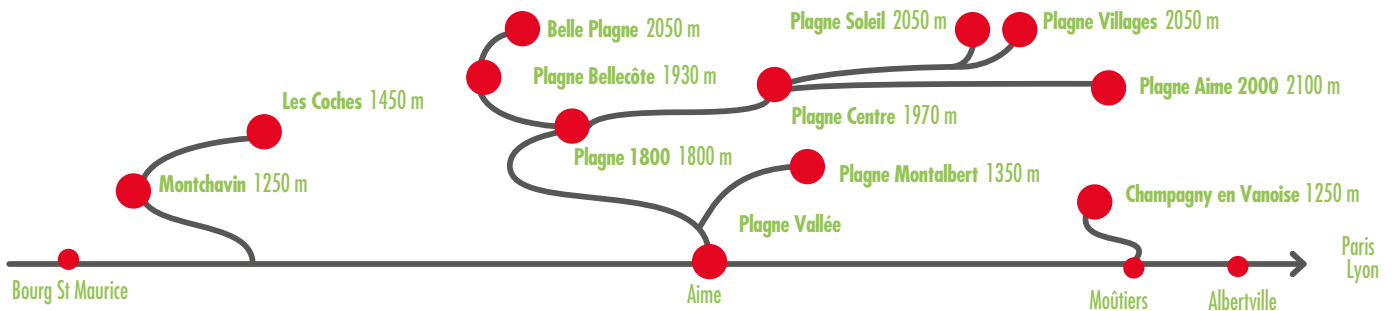 Belle Plagne 2050 m
Plagne Soleil 2050 m
Plagne Villages 2050 m
Plagne Bellecôte 1930 m
Plagne Aime 2000 2100 m
Les Coches 1450 m
Plagne Centre 1970 m
Plagne 1800 1800 m
Plagne Montalbert 1350 m
Montchavin 1250 m
Champagny en Vanoise 1250 m
Plagne Vallée
Paris
Lyon
Bourg St Maurice
Aime
Moûtiers
Albertville